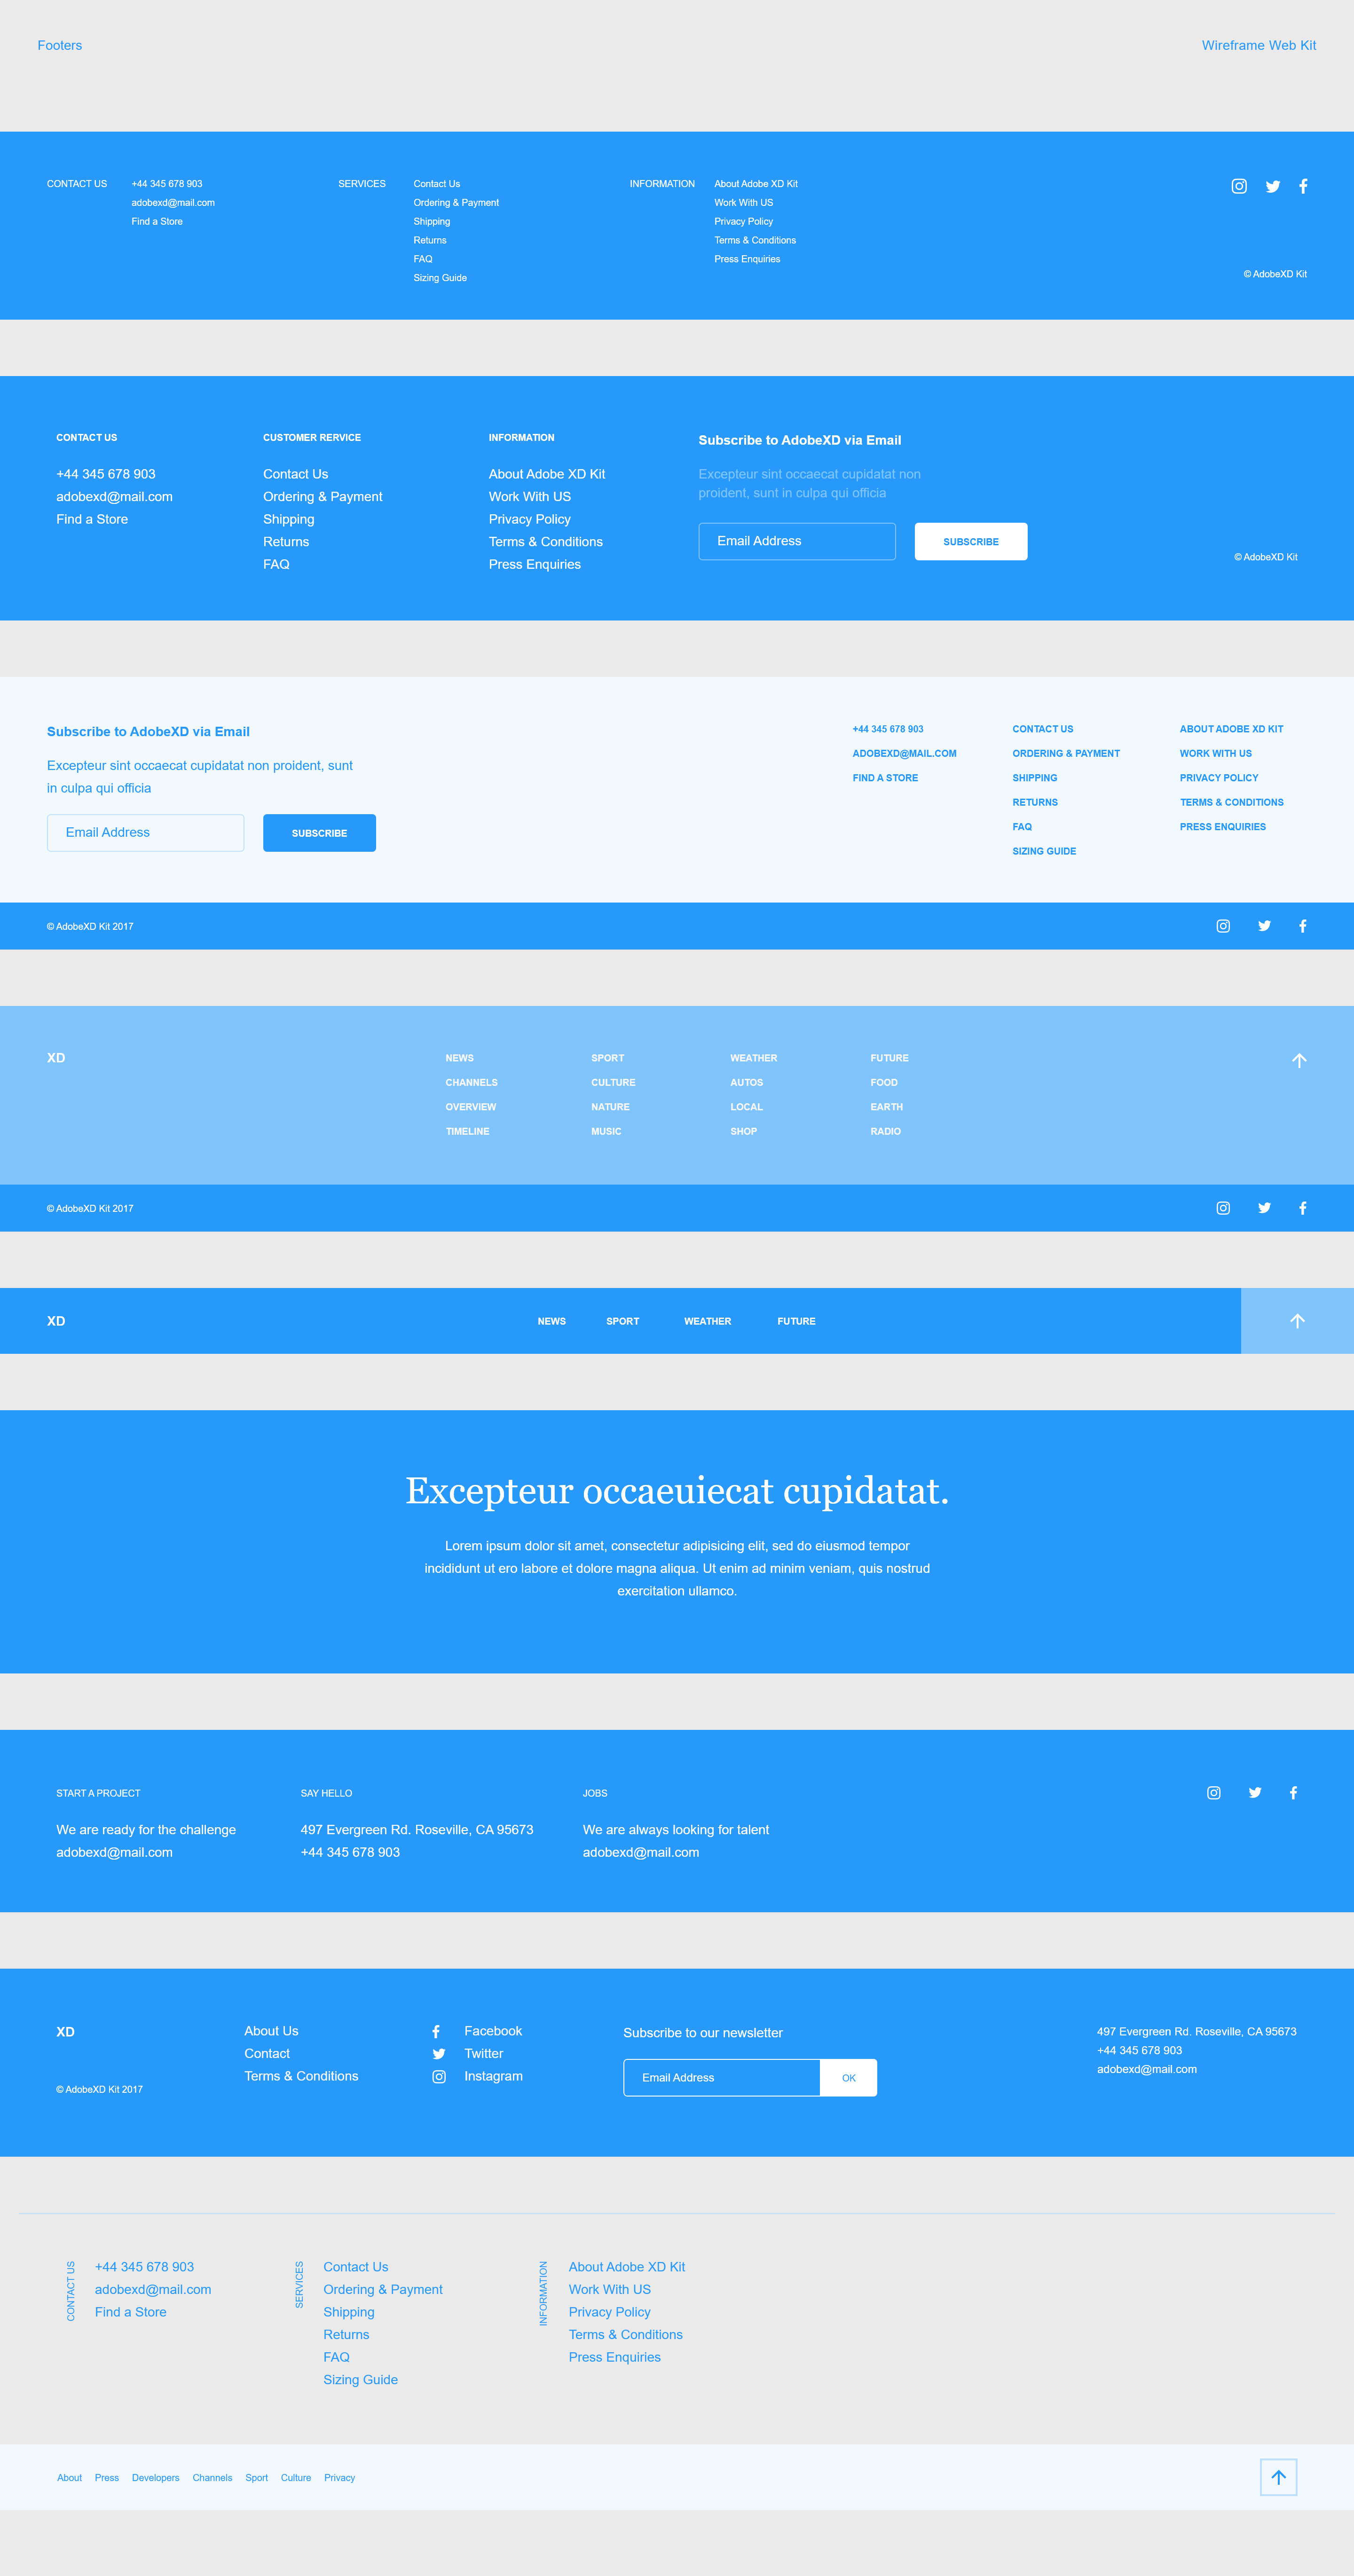 Footers
Wireframe Web Kit
CONTACT US
+44 345 678 903
adobexd@mail.com
Find a Store
SERVICES
Contact Us
Ordering & Payment
Shipping
Returns
FAQ
Sizing Guide
INFORMATION
About Adobe XD Kit
Work With US
Privacy Policy
Terms & Conditions
Press Enquiries
© AdobeXD Kit
CONTACT US
+44 345 678 903
adobexd@mail.com
Find a Store
CUSTOMER RERVICE
Contact Us
Ordering & Payment
Shipping
Returns
FAQ
INFORMATION
About Adobe XD Kit
Work With US
Privacy Policy
Terms & Conditions
Press Enquiries
Subscribe to AdobeXD via Email
Excepteur sint occaecat cupidatat non
proident, sunt in culpa qui officia
Email Address
SUBSCRIBE
© AdobeXD Kit
Subscribe to AdobeXD via Email
Excepteur sint occaecat cupidatat non proident, sunt
in culpa qui officia
Email Address
SUBSCRIBE
+44 345 678 903
ADOBEXD@MAIL.COM
FIND A STORE
CONTACT US
ORDERING & PAYMENT
SHIPPING
RETURNS
FAQ
SIZING GUIDE
ABOUT ADOBE XD KIT
WORK WITH US
PRIVACY POLICY
TERMS & CONDITIONS
PRESS ENQUIRIES
© AdobeXD Kit 2017
XD
NEWS
CHANNELS
OVERVIEW
TIMELINE
SPORT
CULTURE
NATURE
MUSIC
WEATHER
AUTOS
LOCAL
SHOP
FUTURE
FOOD
EARTH
RADIO
© AdobeXD Kit 2017
XD
NEWS
SPORT
WEATHER
FUTURE
Excepteur occaeuiecat cupidatat.
Lorem ipsum dolor sit amet, consectetur adipisicing elit, sed do eiusmod tempor
incididunt ut ero labore et dolore magna aliqua. Ut enim ad minim veniam, quis nostrud
exercitation ullamco.
START A PROJECT
We are ready for the challenge
adobexd@mail.com
SAY HELLO
497 Evergreen Rd. Roseville, CA 95673
+44 345 678 903
JOBS
We are always looking for talent
adobexd@mail.com
XD
© AdobeXD Kit 2017
About Us
Contact
Terms & Conditions
Facebook
Twitter
Instagram
Subscribe to our newsletter
Email Address
OK
497 Evergreen Rd. Roseville, CA 95673
+44 345 678 903
adobexd@mail.com
CONTACT US
+44 345 678 903
adobexd@mail.com
Find a Store
SERVICES
Contact Us
Ordering & Payment
Shipping
Returns
FAQ
Sizing Guide
INFORMATION
About Adobe XD Kit
Work With US
Privacy Policy
Terms & Conditions
Press Enquiries
About Press Developers Channels Sport Culture Privacy